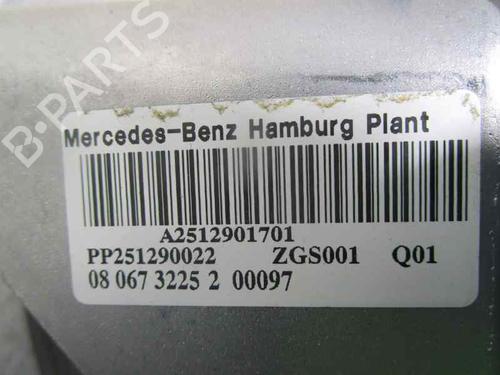 B-PARTS
Mercedes-Benz Hamburg Plant
A2512901701
PP251290022 ZGS001 Q01
08 067 3225 2 00097